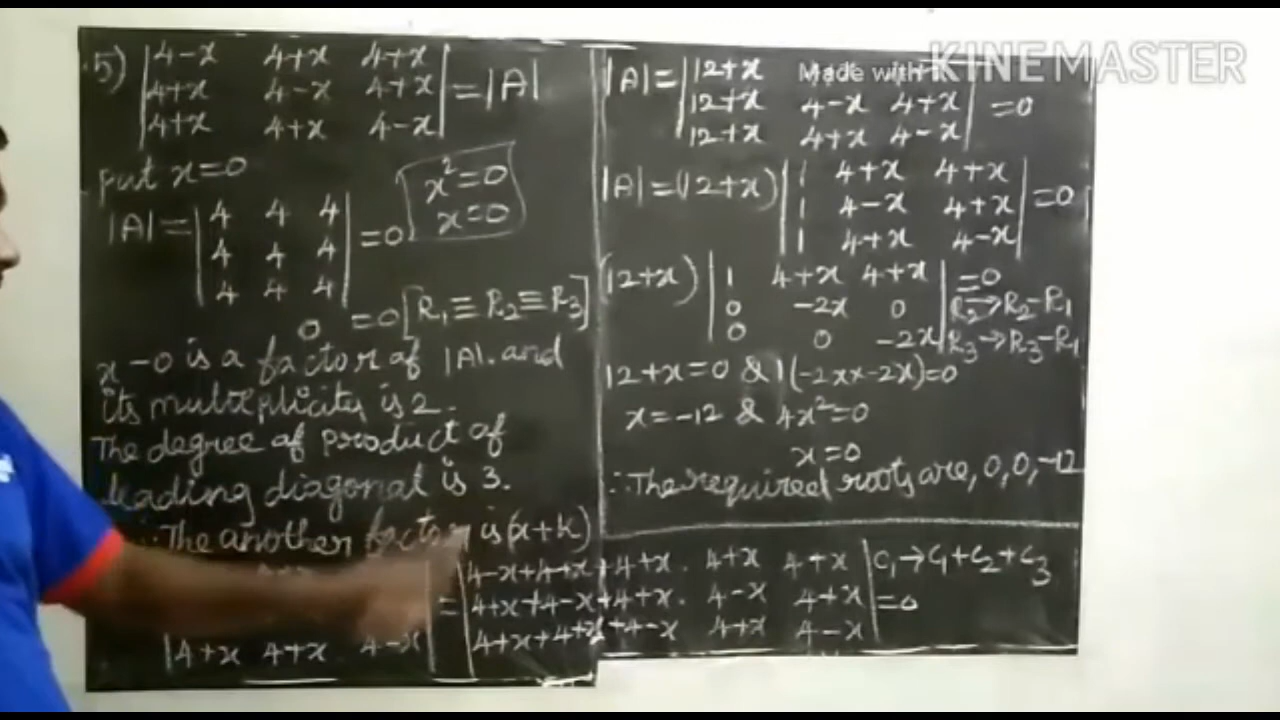 5) |4-x 4+x 4+x|
|4+x 4-x 4+x| = |A|
|4+x 4+x 4-x|
put x=0
x²=0
x=0
|A| = |4 4 4|
|4 4 4| = 0
|4 4 4|
0 = 0 [R₁≡R₂≡R₃]
x-0 is a factor of |A|. and
its multiplicity is 2.
The degree of product of
leading diagonal is 3.
∴ The another factor is (x+k)
|4+x 4+x 4-x|
= |4-x+4+x+4+x. 4+x 4+x| C₁→C₁+C₂+C₃
|4+x+4-x+4+x. 4-x 4+x| = 0
|4+x+4+x+4-x 4+x 4-x|
Made with KINEMASTER
|A| = |12+x
|12+x 4-x 4+x| = 0
|12+x 4+x 4-x|
|A| = (12+x) |1 4+x 4+x|
|1 4-x 4+x| = 0
|1 4+x 4-x|
(12+x) |1 4+x 4+x| = 0
|0 -2x 0| R₂→R₂-R₁
|0 0 -2x| R₃→R₃-R₁
12+x=0 & 1(-2x×-2x)=0
x=-12 & 4x²=0
x=0
∴ The required roots are, 0, 0, -12